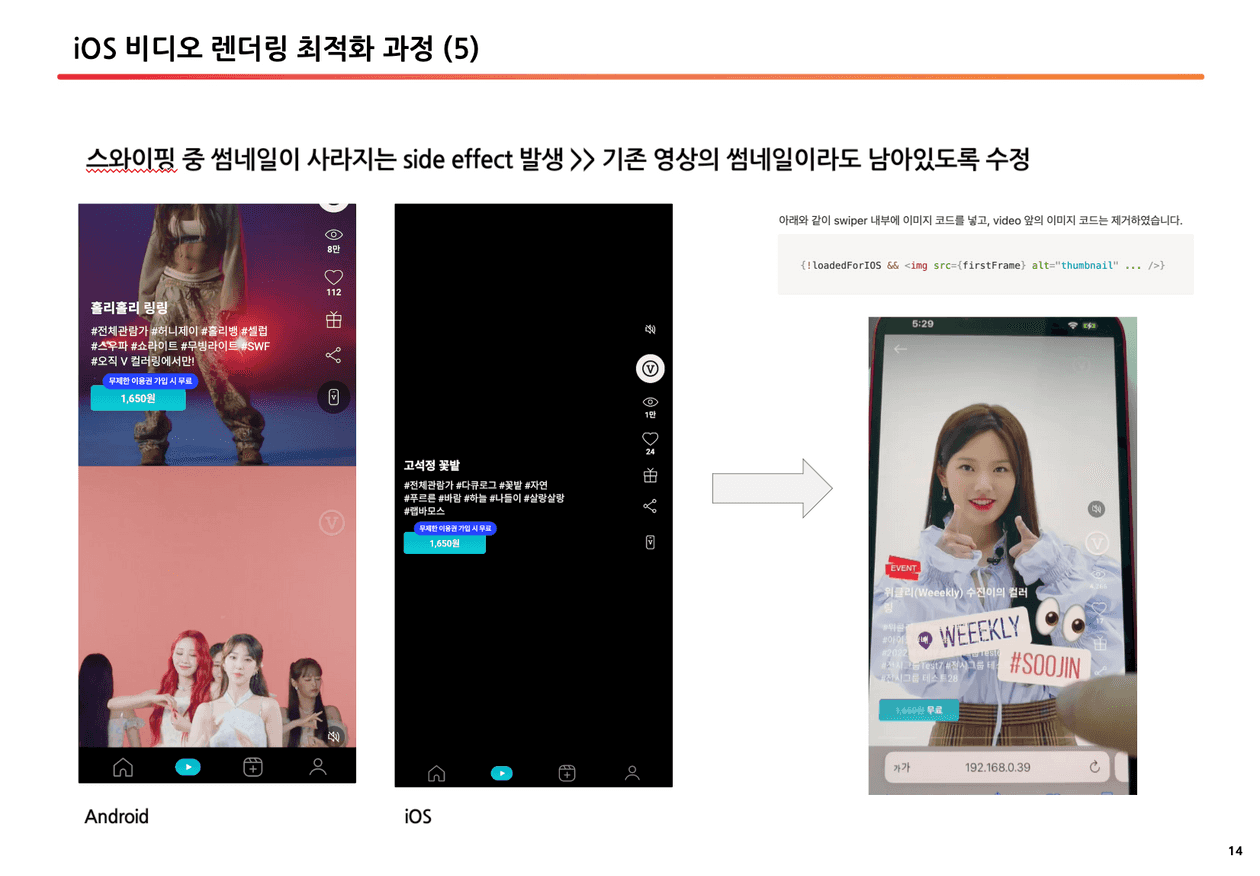 iOS 비디오 렌더링 최적화 과정 (5)
스와이핑 중 썸네일이 사라지는 side effect 발생 >> 기존 영상의 썸네일이라도 남아있도록 수정
8만
112
훌리훌리 링링
#전체관람가 #허니제이 #홀리뱅 #셀럽
#스우파 #쇼라이트 #무빙라이트 #SWF
#오직 V 컬러링에서만!
무제한 이용권 가입 시 무료
1,650원
Android
1만
24
고석정 꽃밭
#전체관람가 #다큐로그 #꽃밭 #자연
#푸르른 #바람 #하늘 #나들이 #살랑살랑
#랩바모스
무제한 이용권 가입 시 무료
1,650원
iOS
아래와 같이 swiper 내부에 이미지 코드를 넣고, video 앞의 이미지 코드는 제거하였습니다.
{!loadedForIOS && <img src={firstFrame} alt="thumbnail" ... />}
5:29
EVENT
위클리(Weeekly) 수진이의 컬러
링
WEEEKLY
#SOOJIN
17
1,650원 무료
가가 192.168.0.39
14